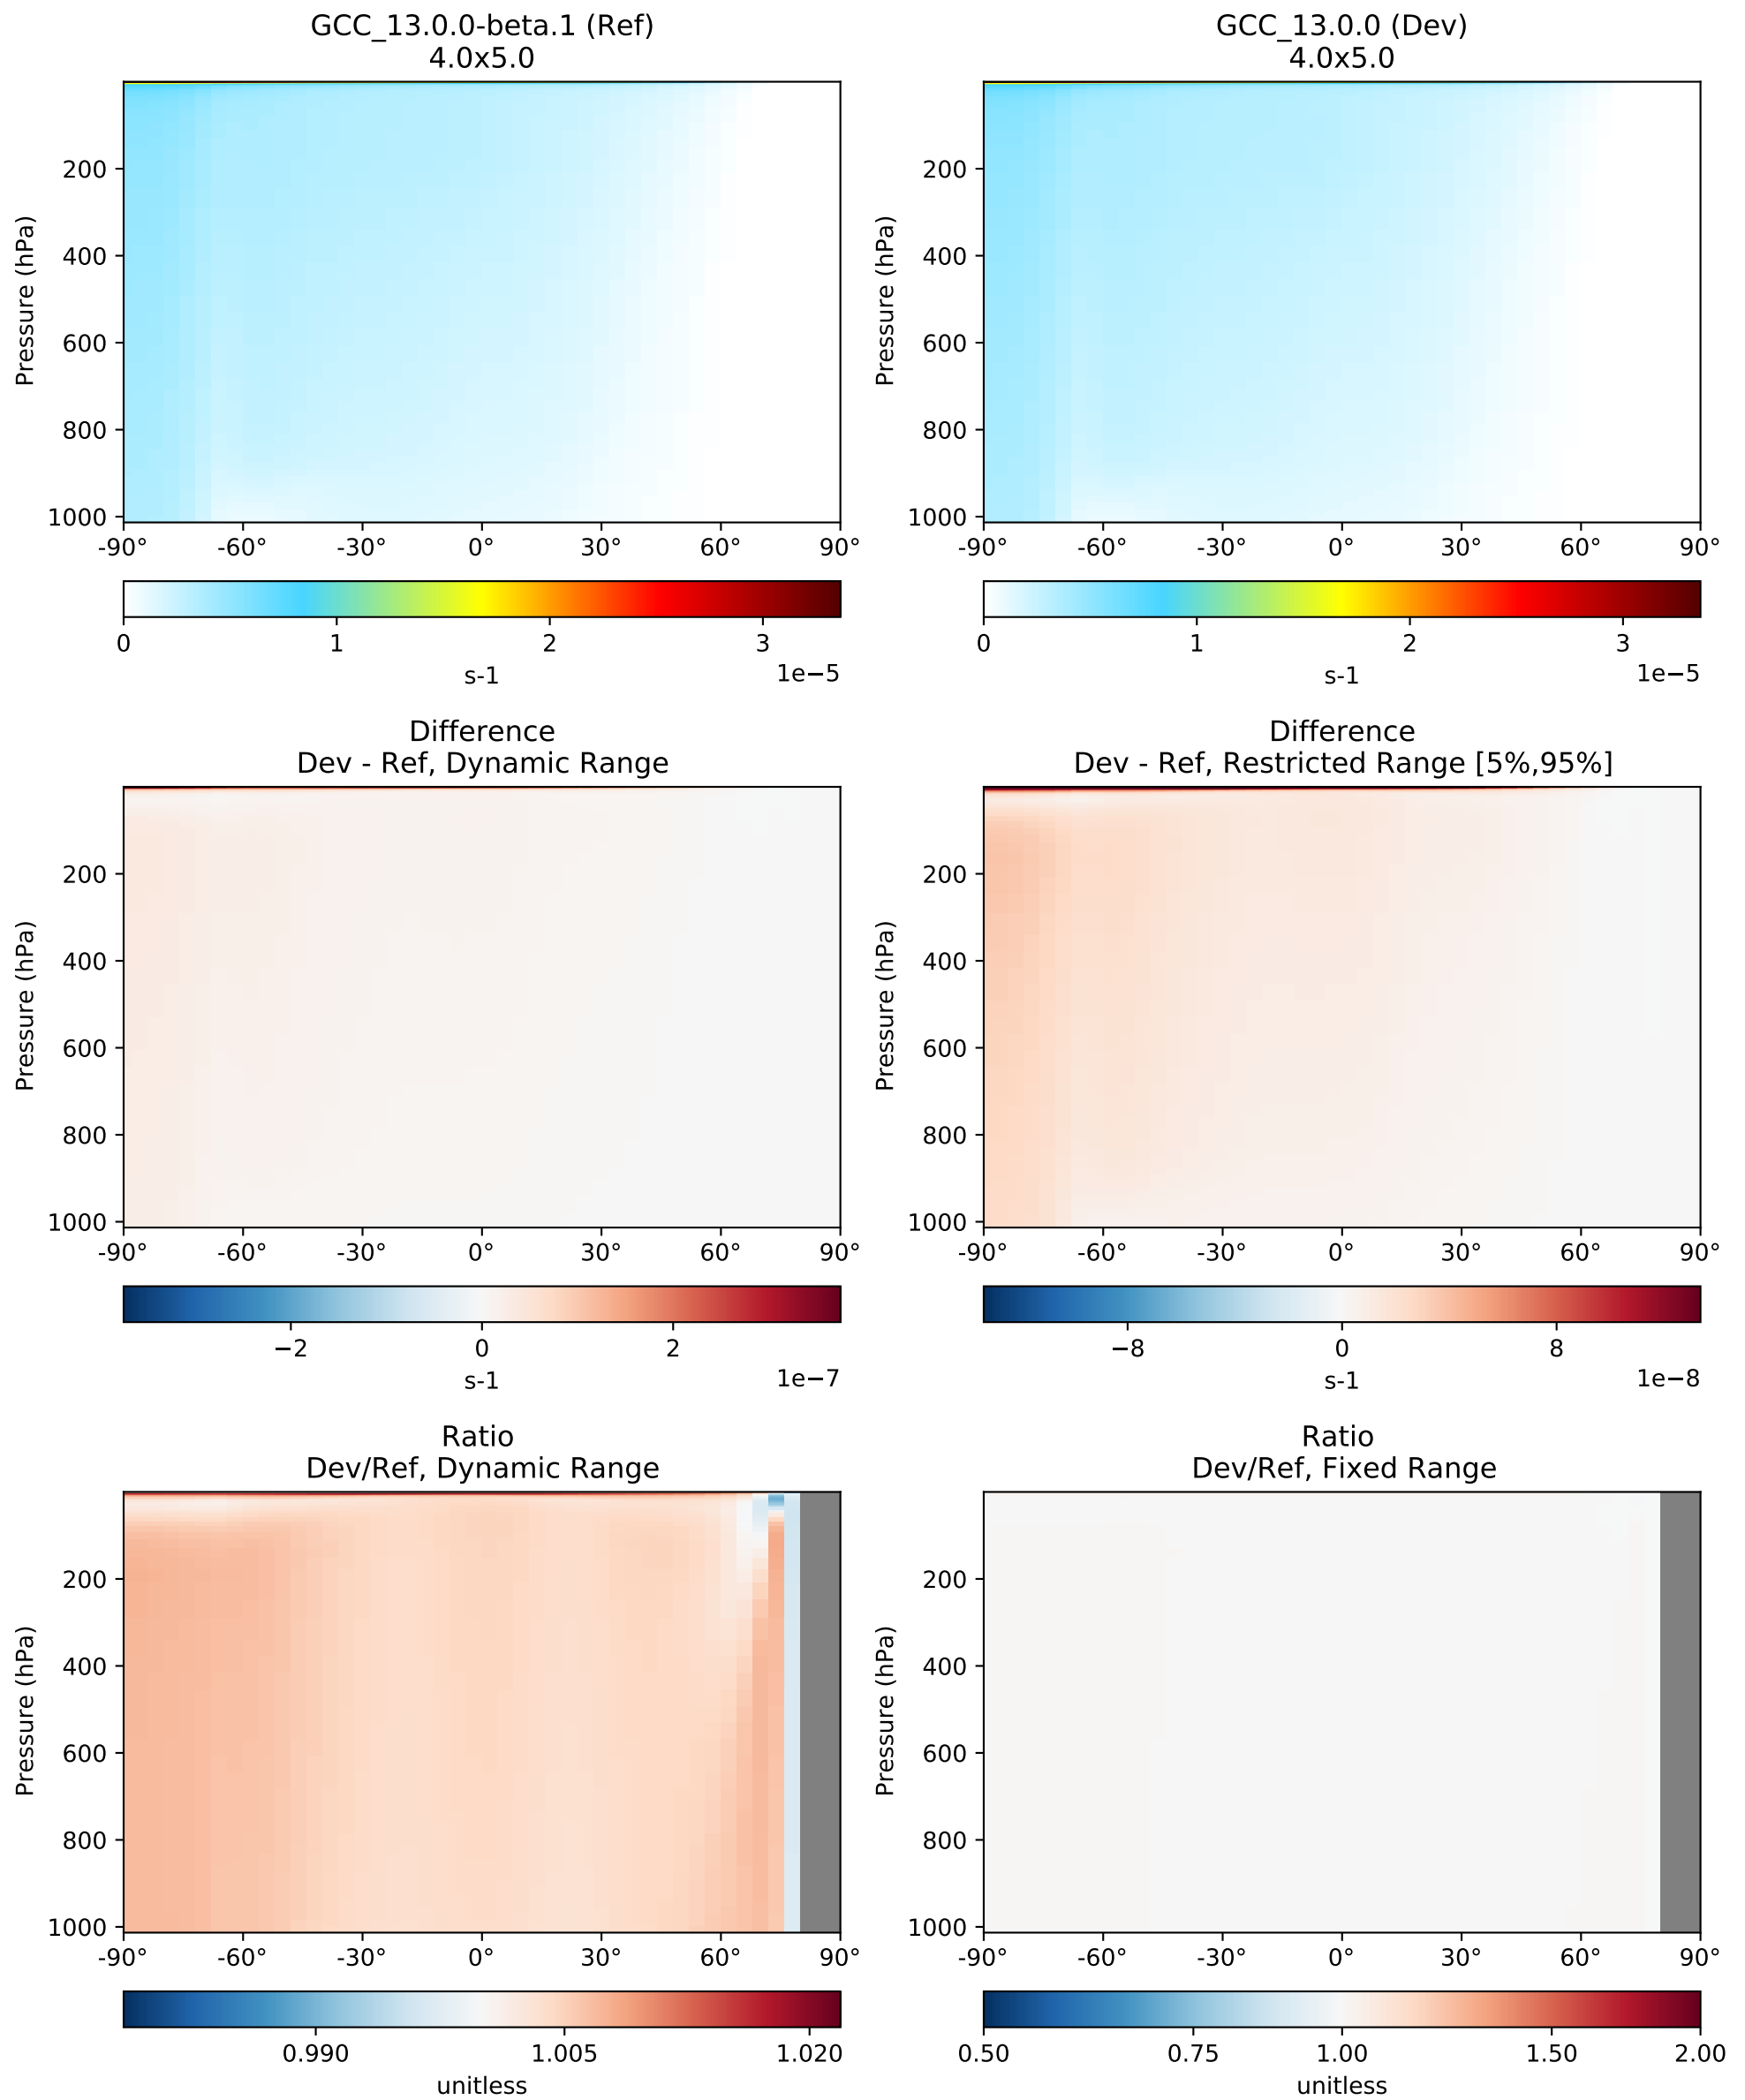 GCC_13.0.0-beta.1 (Ref)
4.0x5.0
Pressure (hPa)
200
400
600
800
1000
-90° -60° -30° 0° 30° 60° 90°
0 1 2 3
s-1 1e−5
GCC_13.0.0 (Dev)
4.0x5.0
Pressure (hPa)
200
400
600
800
1000
-90° -60° -30° 0° 30° 60° 90°
0 1 2 3
s-1 1e−5
Difference
Dev - Ref, Dynamic Range
Pressure (hPa)
200
400
600
800
1000
-90° -60° -30° 0° 30° 60° 90°
−2 0 2
s-1 1e−7
Difference
Dev - Ref, Restricted Range [5%,95%]
Pressure (hPa)
200
400
600
800
1000
-90° -60° -30° 0° 30° 60° 90°
−8 0 8
s-1 1e−8
Ratio
Dev/Ref, Dynamic Range
Pressure (hPa)
200
400
600
800
1000
-90° -60° -30° 0° 30° 60° 90°
0.990 1.005 1.020
unitless
Ratio
Dev/Ref, Fixed Range
Pressure (hPa)
200
400
600
800
1000
-90° -60° -30° 0° 30° 60° 90°
0.50 0.75 1.00 1.50 2.00
unitless